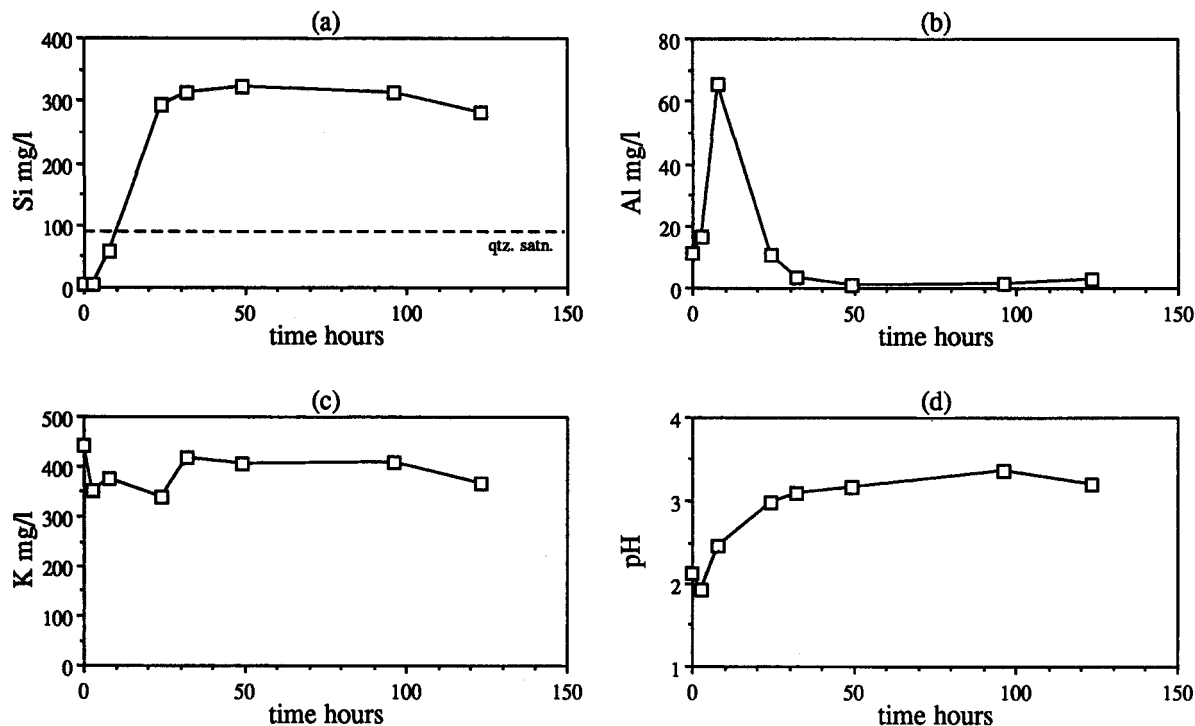 (a)
400
300
200
100
0
Si mg/l
qtz. satn.
0 50 100 150
time hours
(b)
80
60
40
20
0
Al mg/l
0 50 100 150
time hours
(c)
500
400
300
200
100
0
K mg/l
0 50 100 150
time hours
(d)
4
3
2
1
pH
0 50 100 150
time hours